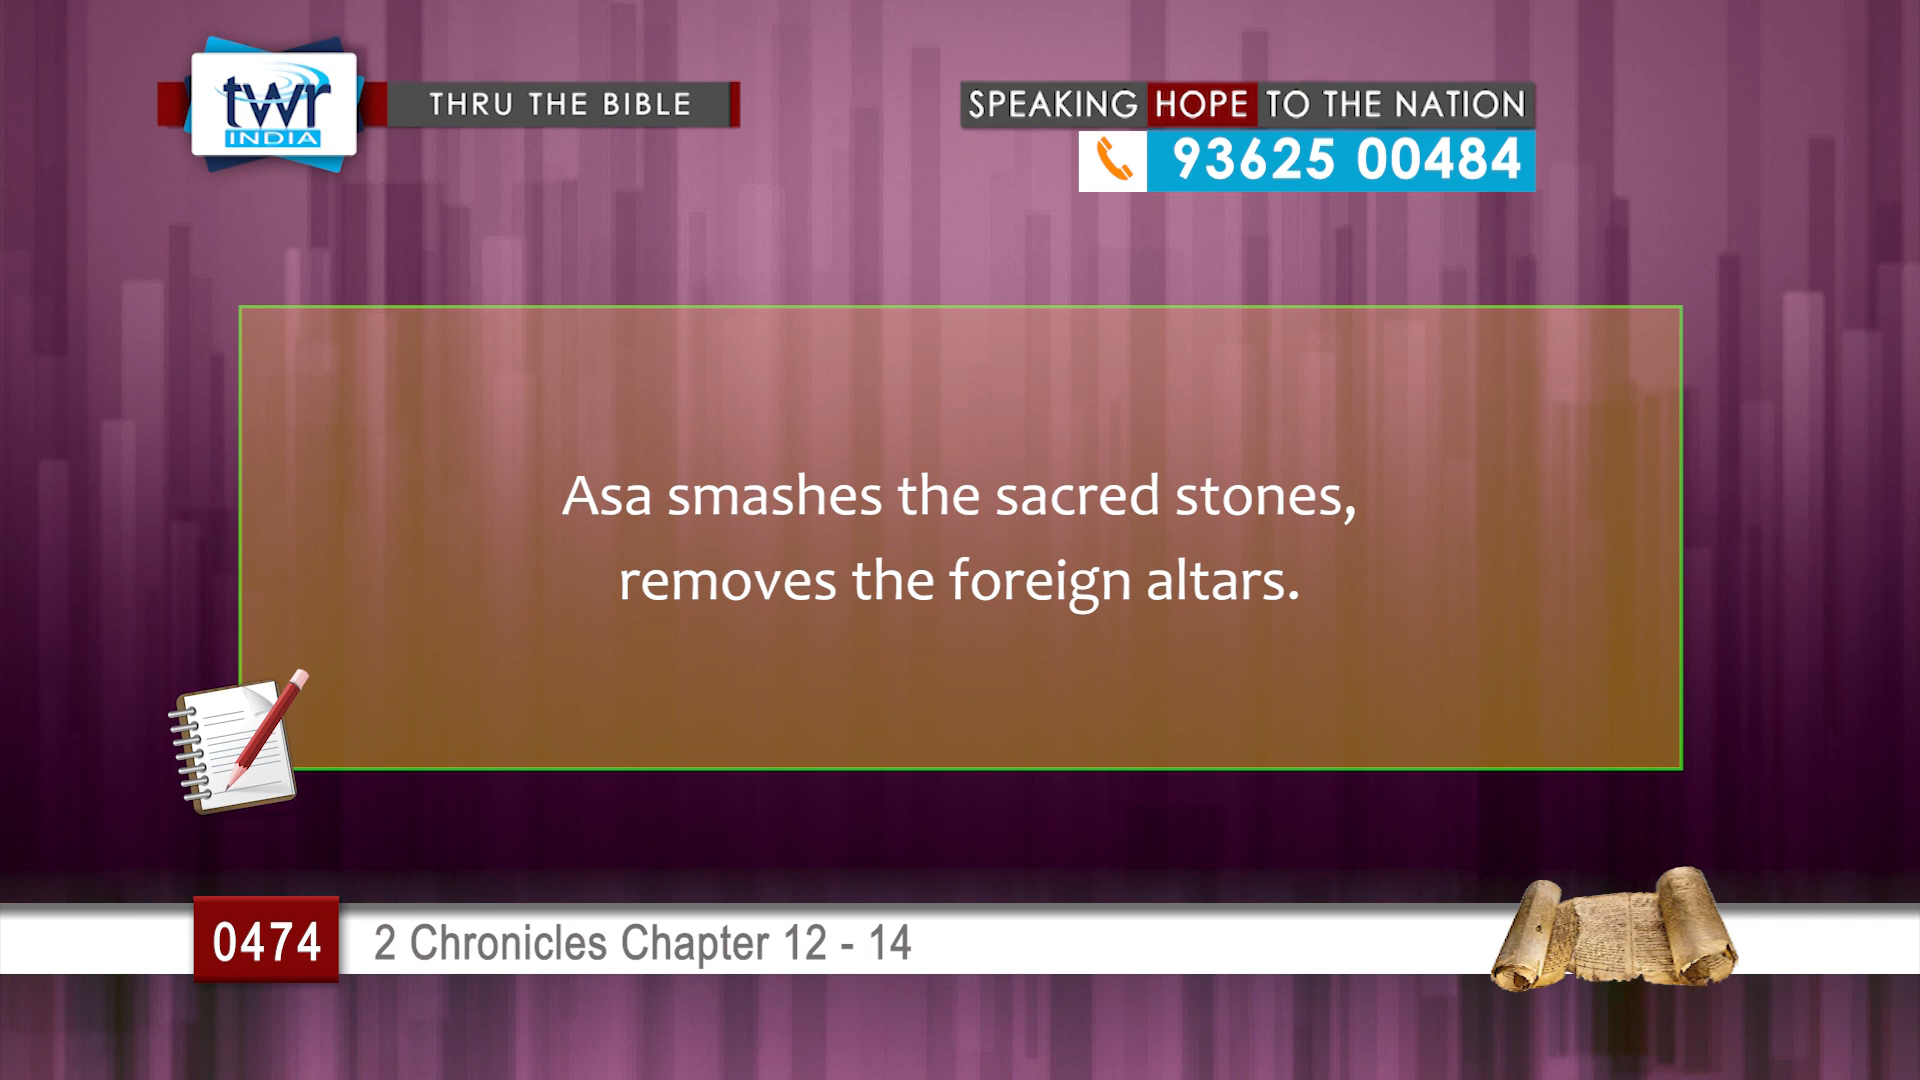 twr
INDIA
THRU THE BIBLE
SPEAKING HOPE TO THE NATION
93625 00484
Asa smashes the sacred stones,
removes the foreign altars.
0474
2 Chronicles Chapter 12 - 14